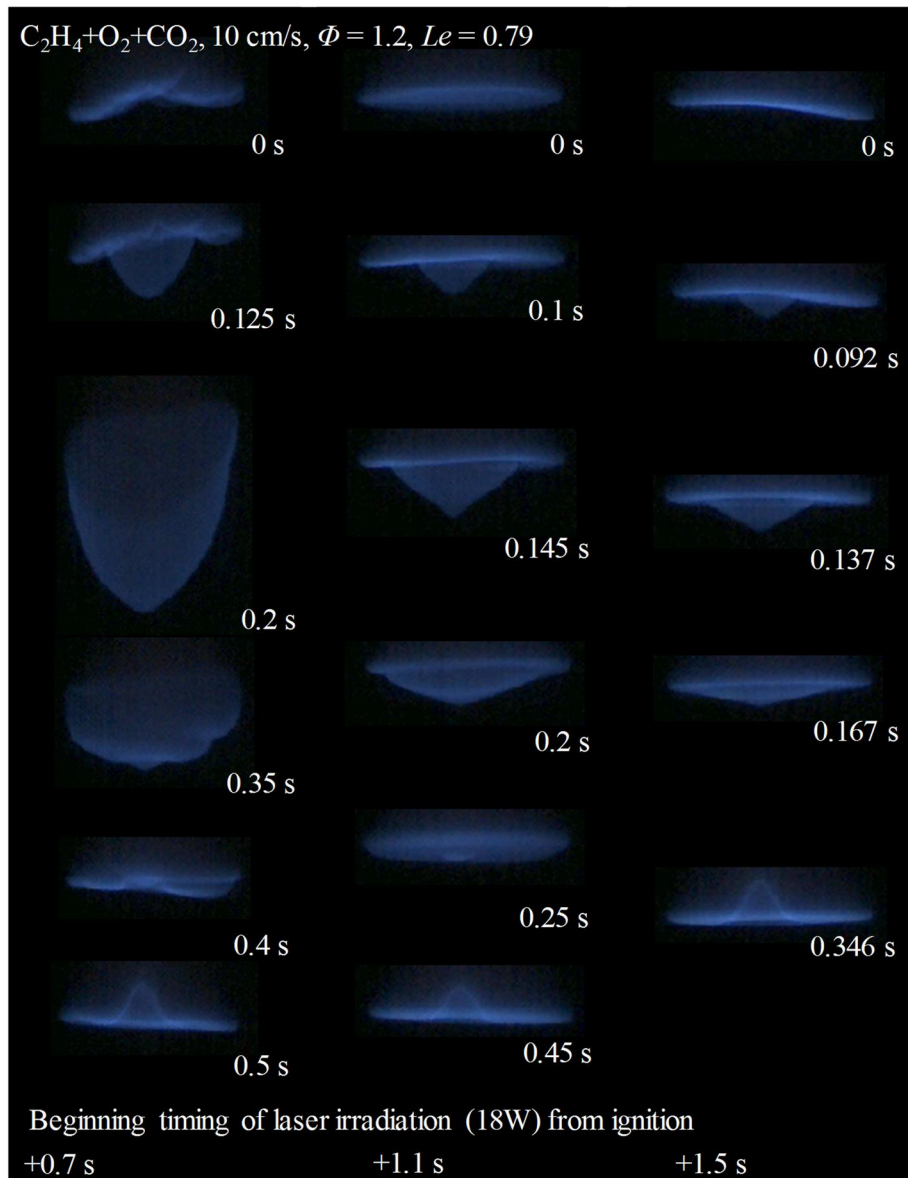 C₂H₄+O₂+CO₂, 10 cm/s, Φ = 1.2, Le = 0.79
0 s
0 s
0 s
0.125 s
0.1 s
0.092 s
0.2 s
0.145 s
0.137 s
0.35 s
0.2 s
0.167 s
0.4 s
0.25 s
0.346 s
0.5 s
0.45 s
Beginning timing of laser irradiation (18W) from ignition
+0.7 s
+1.1 s
+1.5 s